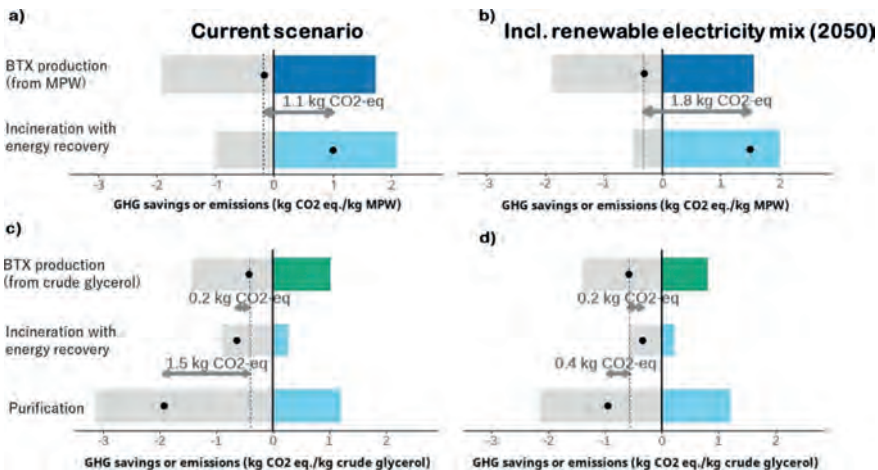 a)
Current scenario
BTX production
(from MPW)
1.1 kg CO2-eq
Incineration with
energy recovery
-3 -2 -1 0 1 2
GHG savings or emissions (kg CO2 eq./kg MPW)
b)
Incl. renewable electricity mix (2050)
1.8 kg CO2-eq
-3 -2 -1 0 1 2
GHG savings or emissions (kg CO2 eq./kg MPW)
c)
BTX production
(from crude glycerol)
0.2 kg CO2-eq
Incineration with
energy recovery
1.5 kg CO2-eq
Purification
-3 -2 -1 0 1 2
GHG savings or emissions (kg CO2 eq./kg crude glycerol)
d)
0.2 kg CO2-eq
0.4 kg CO2-eq
-3 -2 -1 0 1 2
GHG savings or emissions (kg CO2 eq./kg crude glycerol)